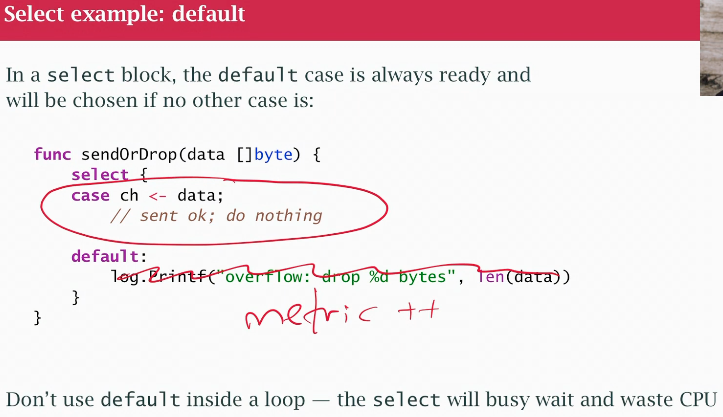 Select example: default
In a select block, the default case is always ready and
will be chosen if no other case is:
func sendOrDrop(data []byte) {
select {
case ch <- data;
// sent ok; do nothing
default:
log.Printf("overflow: drop %d bytes", len(data))
}
}
metric ++
Don’t use default inside a loop — the select will busy wait and waste CPU